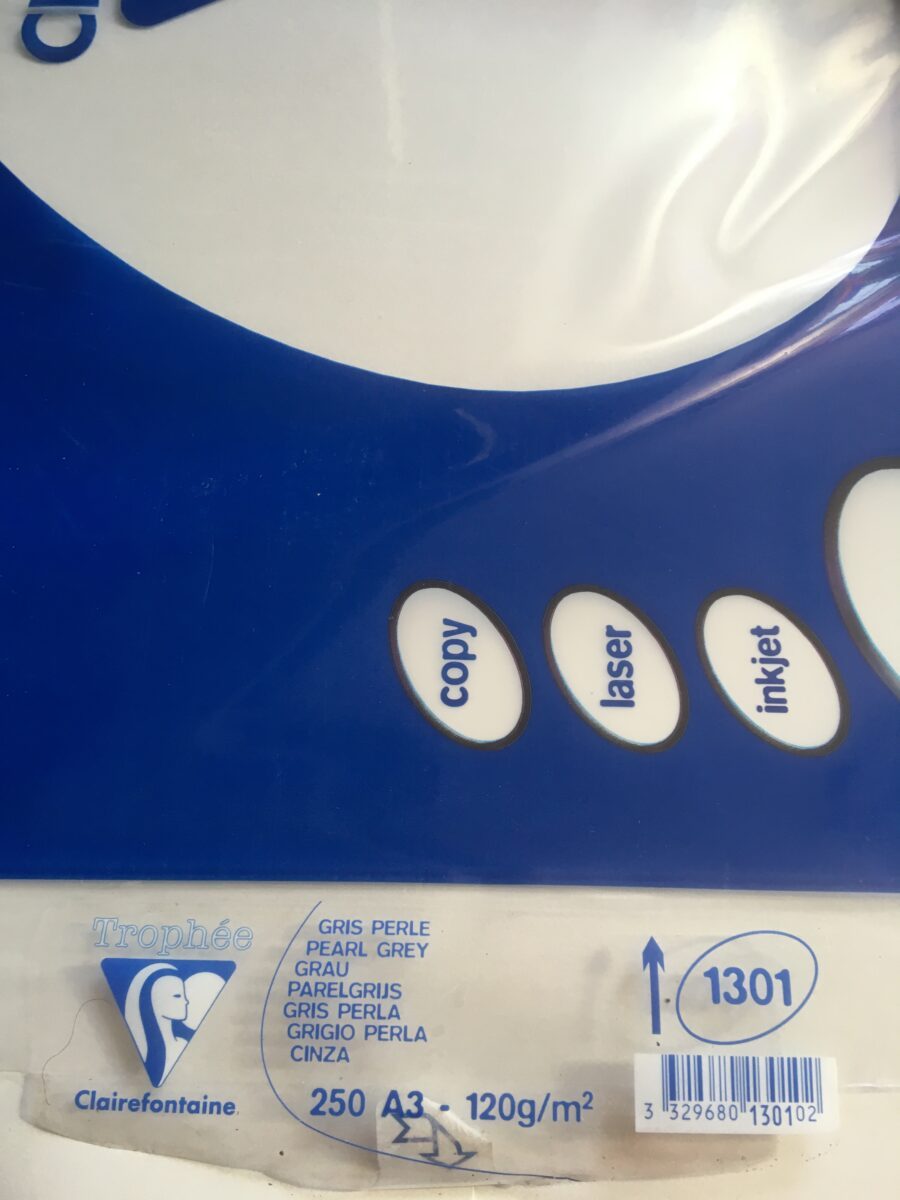 copy
laser
inkjet
Trophée
Clairefontaine
GRIS PERLE
PEARL GREY
GRAU
PARELGRIJS
GRIS PERLA
GRIGIO PERLA
CINZA
250 A3 - 120g/m²
1301
3 329680 130102